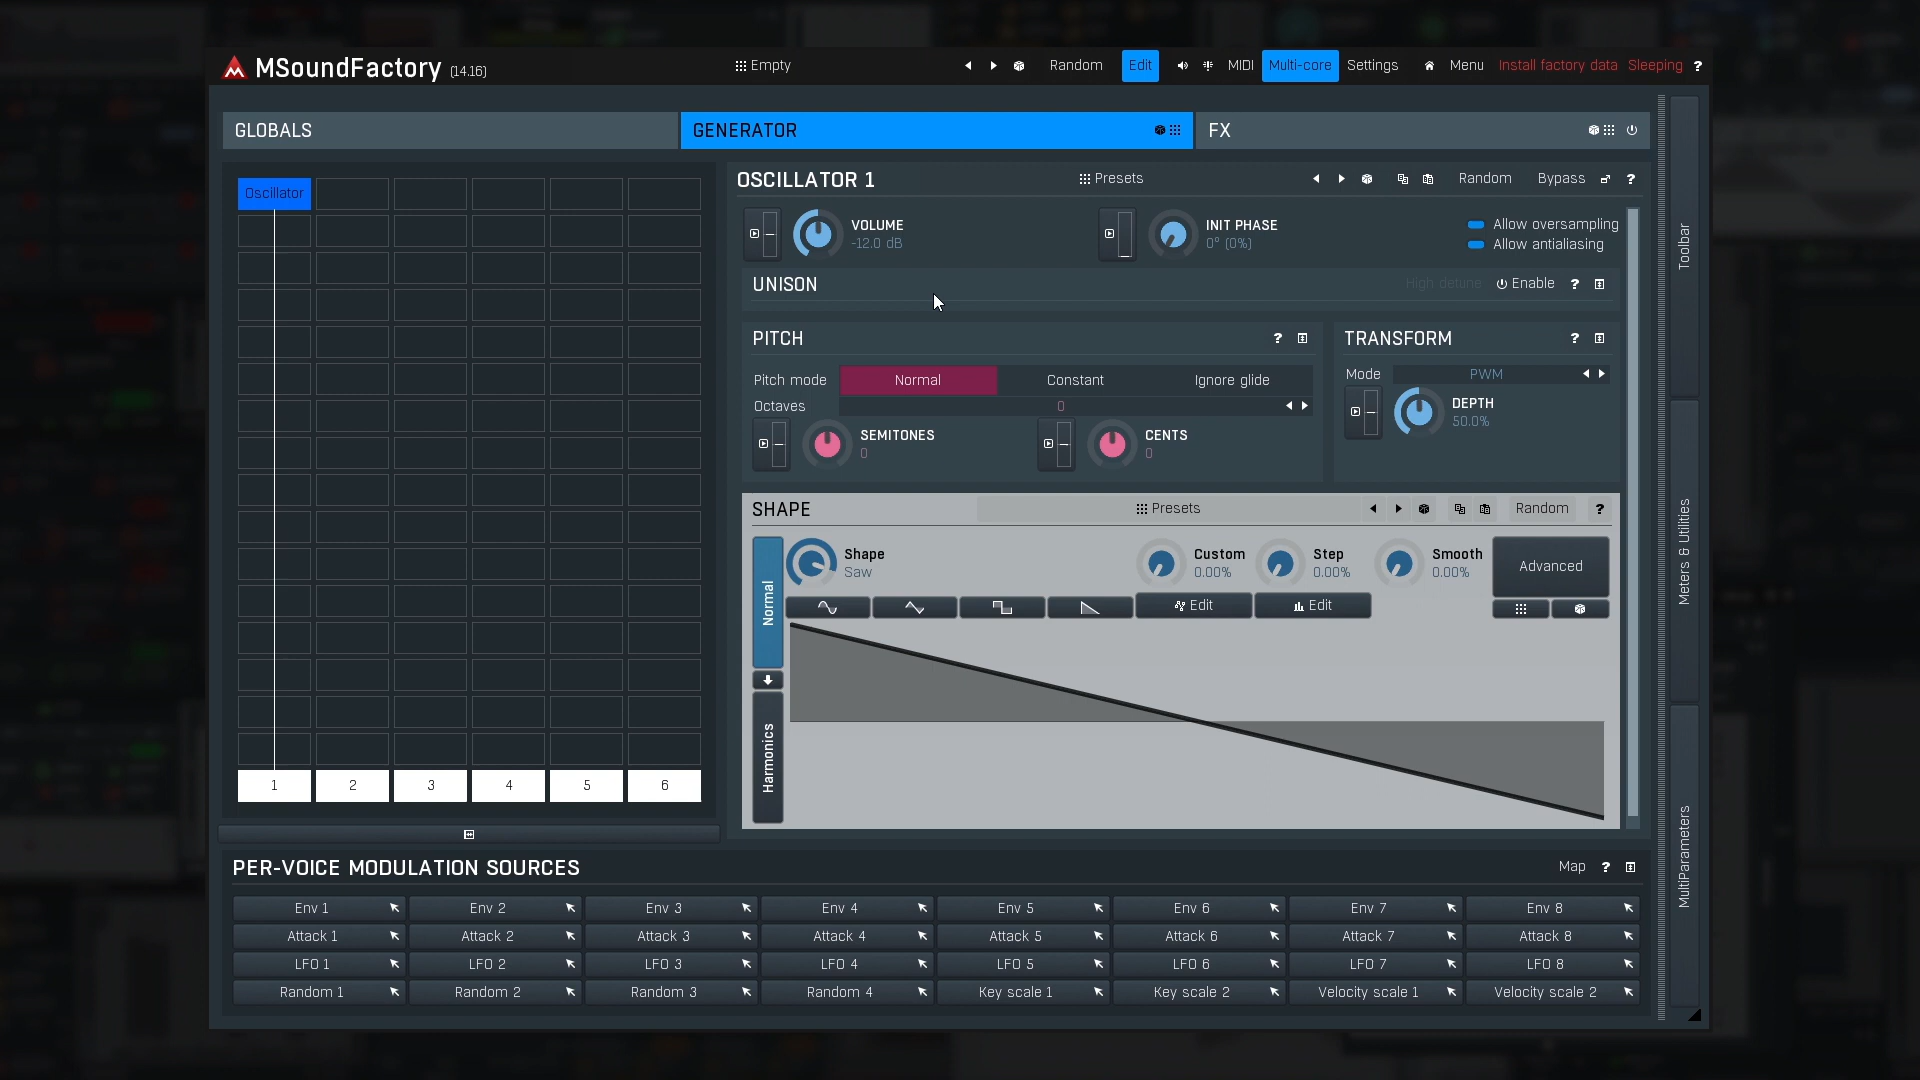 MSoundFactory (14.16)
Empty
Random
Edit
MIDI
Multi-core
Settings
Menu
Install factory data
Sleeping
?
GLOBALS
GENERATOR
FX
Oscillator
1 2 3 4 5 6
OSCILLATOR 1
Presets
Random
Bypass
?
VOLUME
-12.0 dB
INIT PHASE
0° (0%)
Allow oversampling
Allow antialiasing
UNISON
High detune
Enable
?
PITCH
?
Pitch mode
Normal
Constant
Ignore glide
Octaves
0
SEMITONES
0
CENTS
0
TRANSFORM
?
Mode
PWM
DEPTH
50.0%
SHAPE
Presets
Random
?
Normal
Harmonics
Shape
Saw
Custom
0.00%
Step
0.00%
Smooth
0.00%
Advanced
Edit
Edit
PER-VOICE MODULATION SOURCES
Map
?
Env 1 Env 2 Env 3 Env 4 Env 5 Env 6 Env 7 Env 8
Attack 1 Attack 2 Attack 3 Attack 4 Attack 5 Attack 6 Attack 7 Attack 8
LFO 1 LFO 2 LFO 3 LFO 4 LFO 5 LFO 6 LFO 7 LFO 8
Random 1 Random 2 Random 3 Random 4 Key scale 1 Key scale 2 Velocity scale 1 Velocity scale 2
Toolbar
Meters & Utilities
MultiParameters